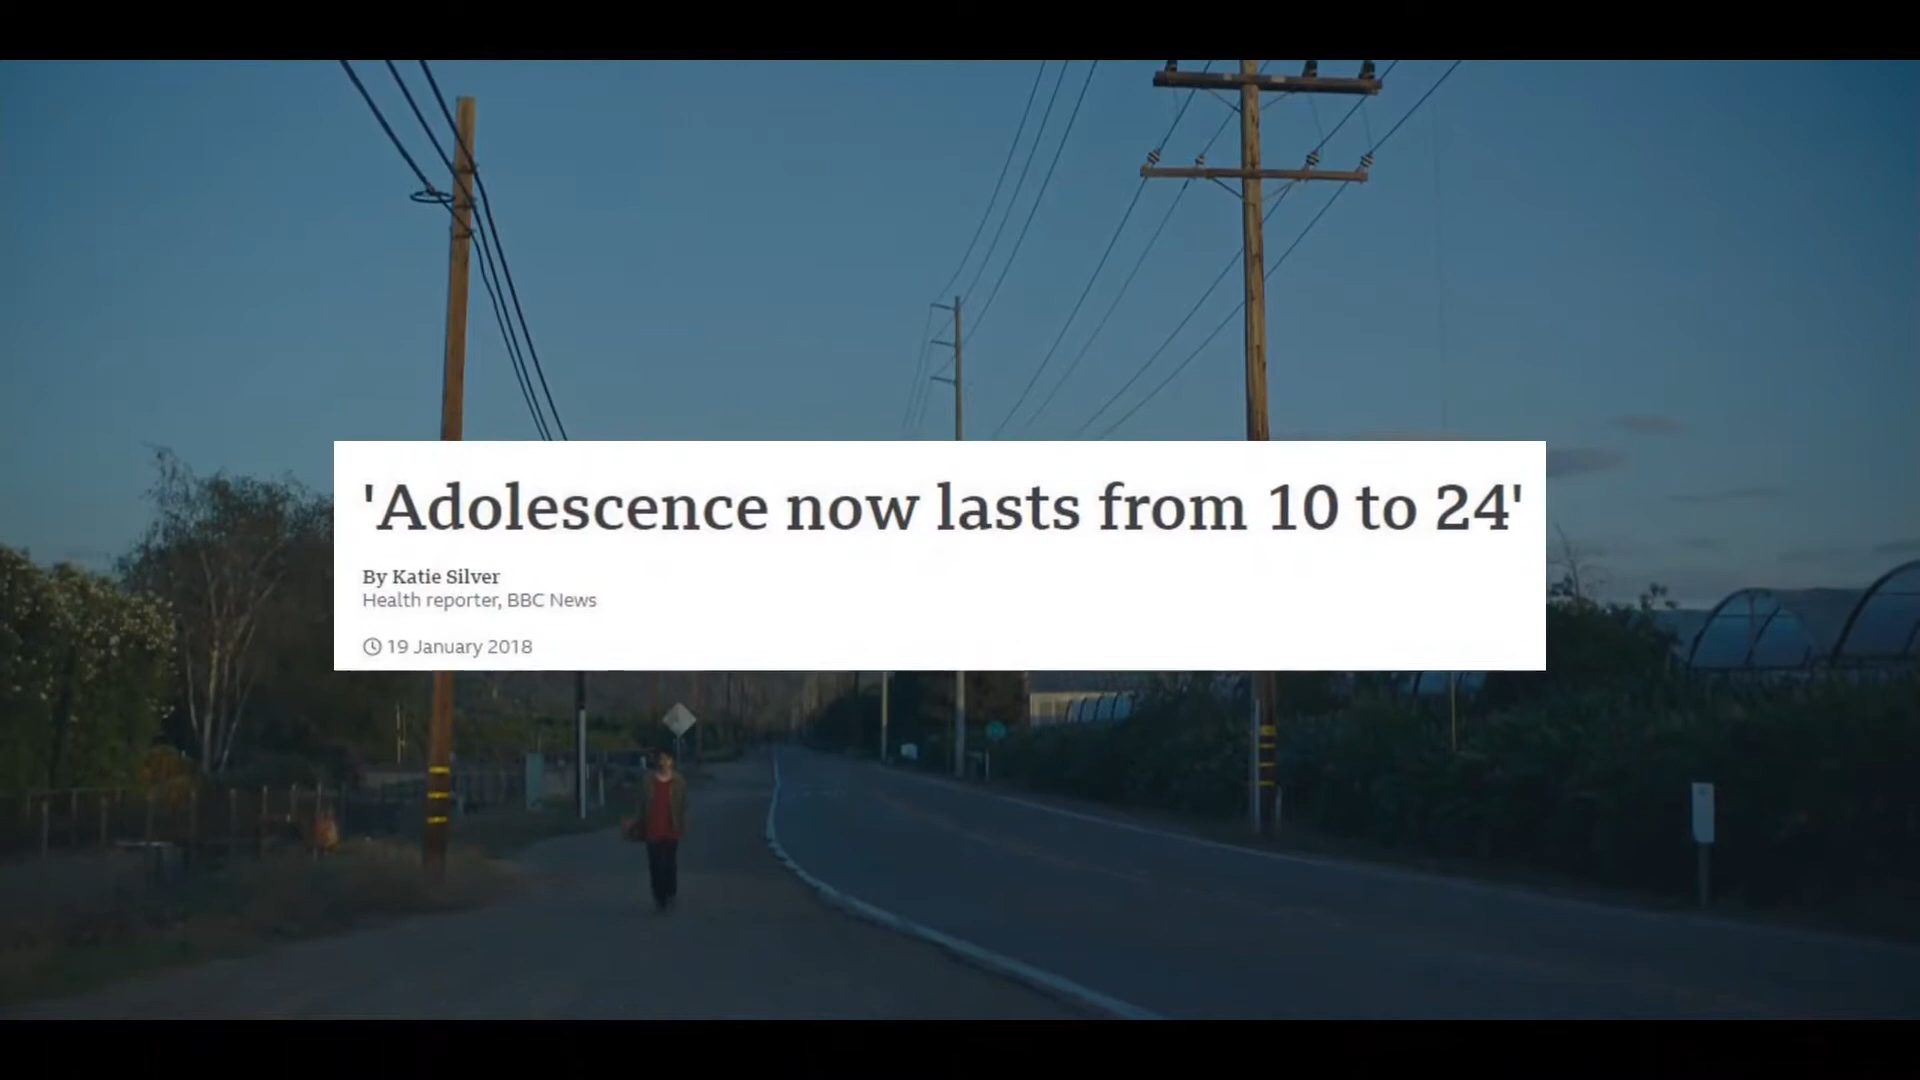 'Adolescence now lasts from 10 to 24'
By Katie Silver
Health reporter, BBC News
19 January 2018